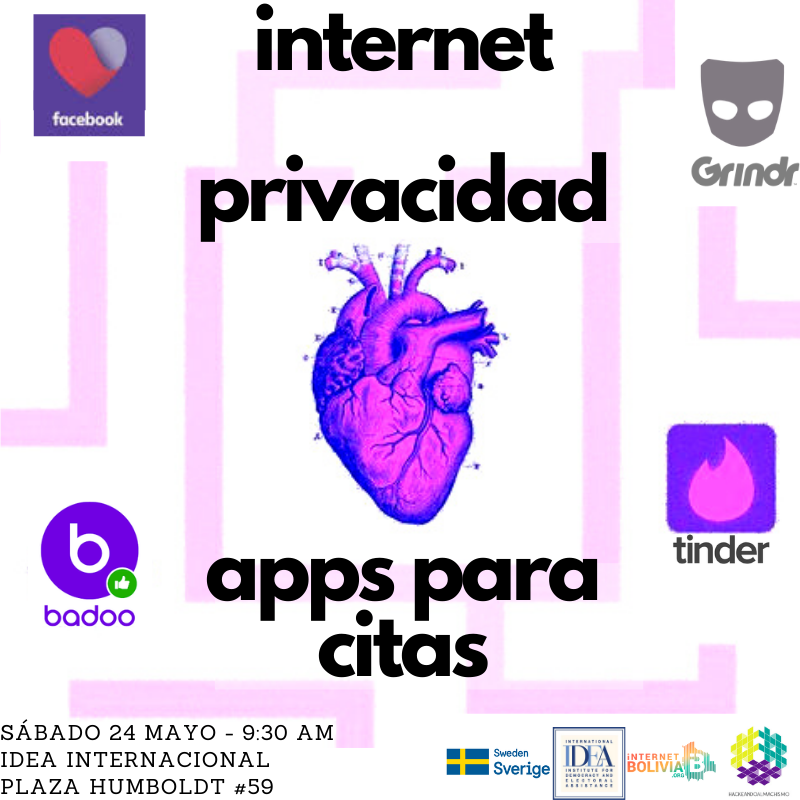 internet
facebook
Grindr
privacidad
tinder
badoo
apps para
citas
SÁBADO 24 MAYO - 9:30 AM
IDEA INTERNACIONAL
PLAZA HUMBOLDT #59
Sweden
Sverige
INTERNATIONAL
IDEA
INSTITUTE FOR
DEMOCRACY AND
ELECTORAL
ASSISTANCE
iNTERNET
BOLIVIA
.ORG
HACKEANDOALMACHISMO